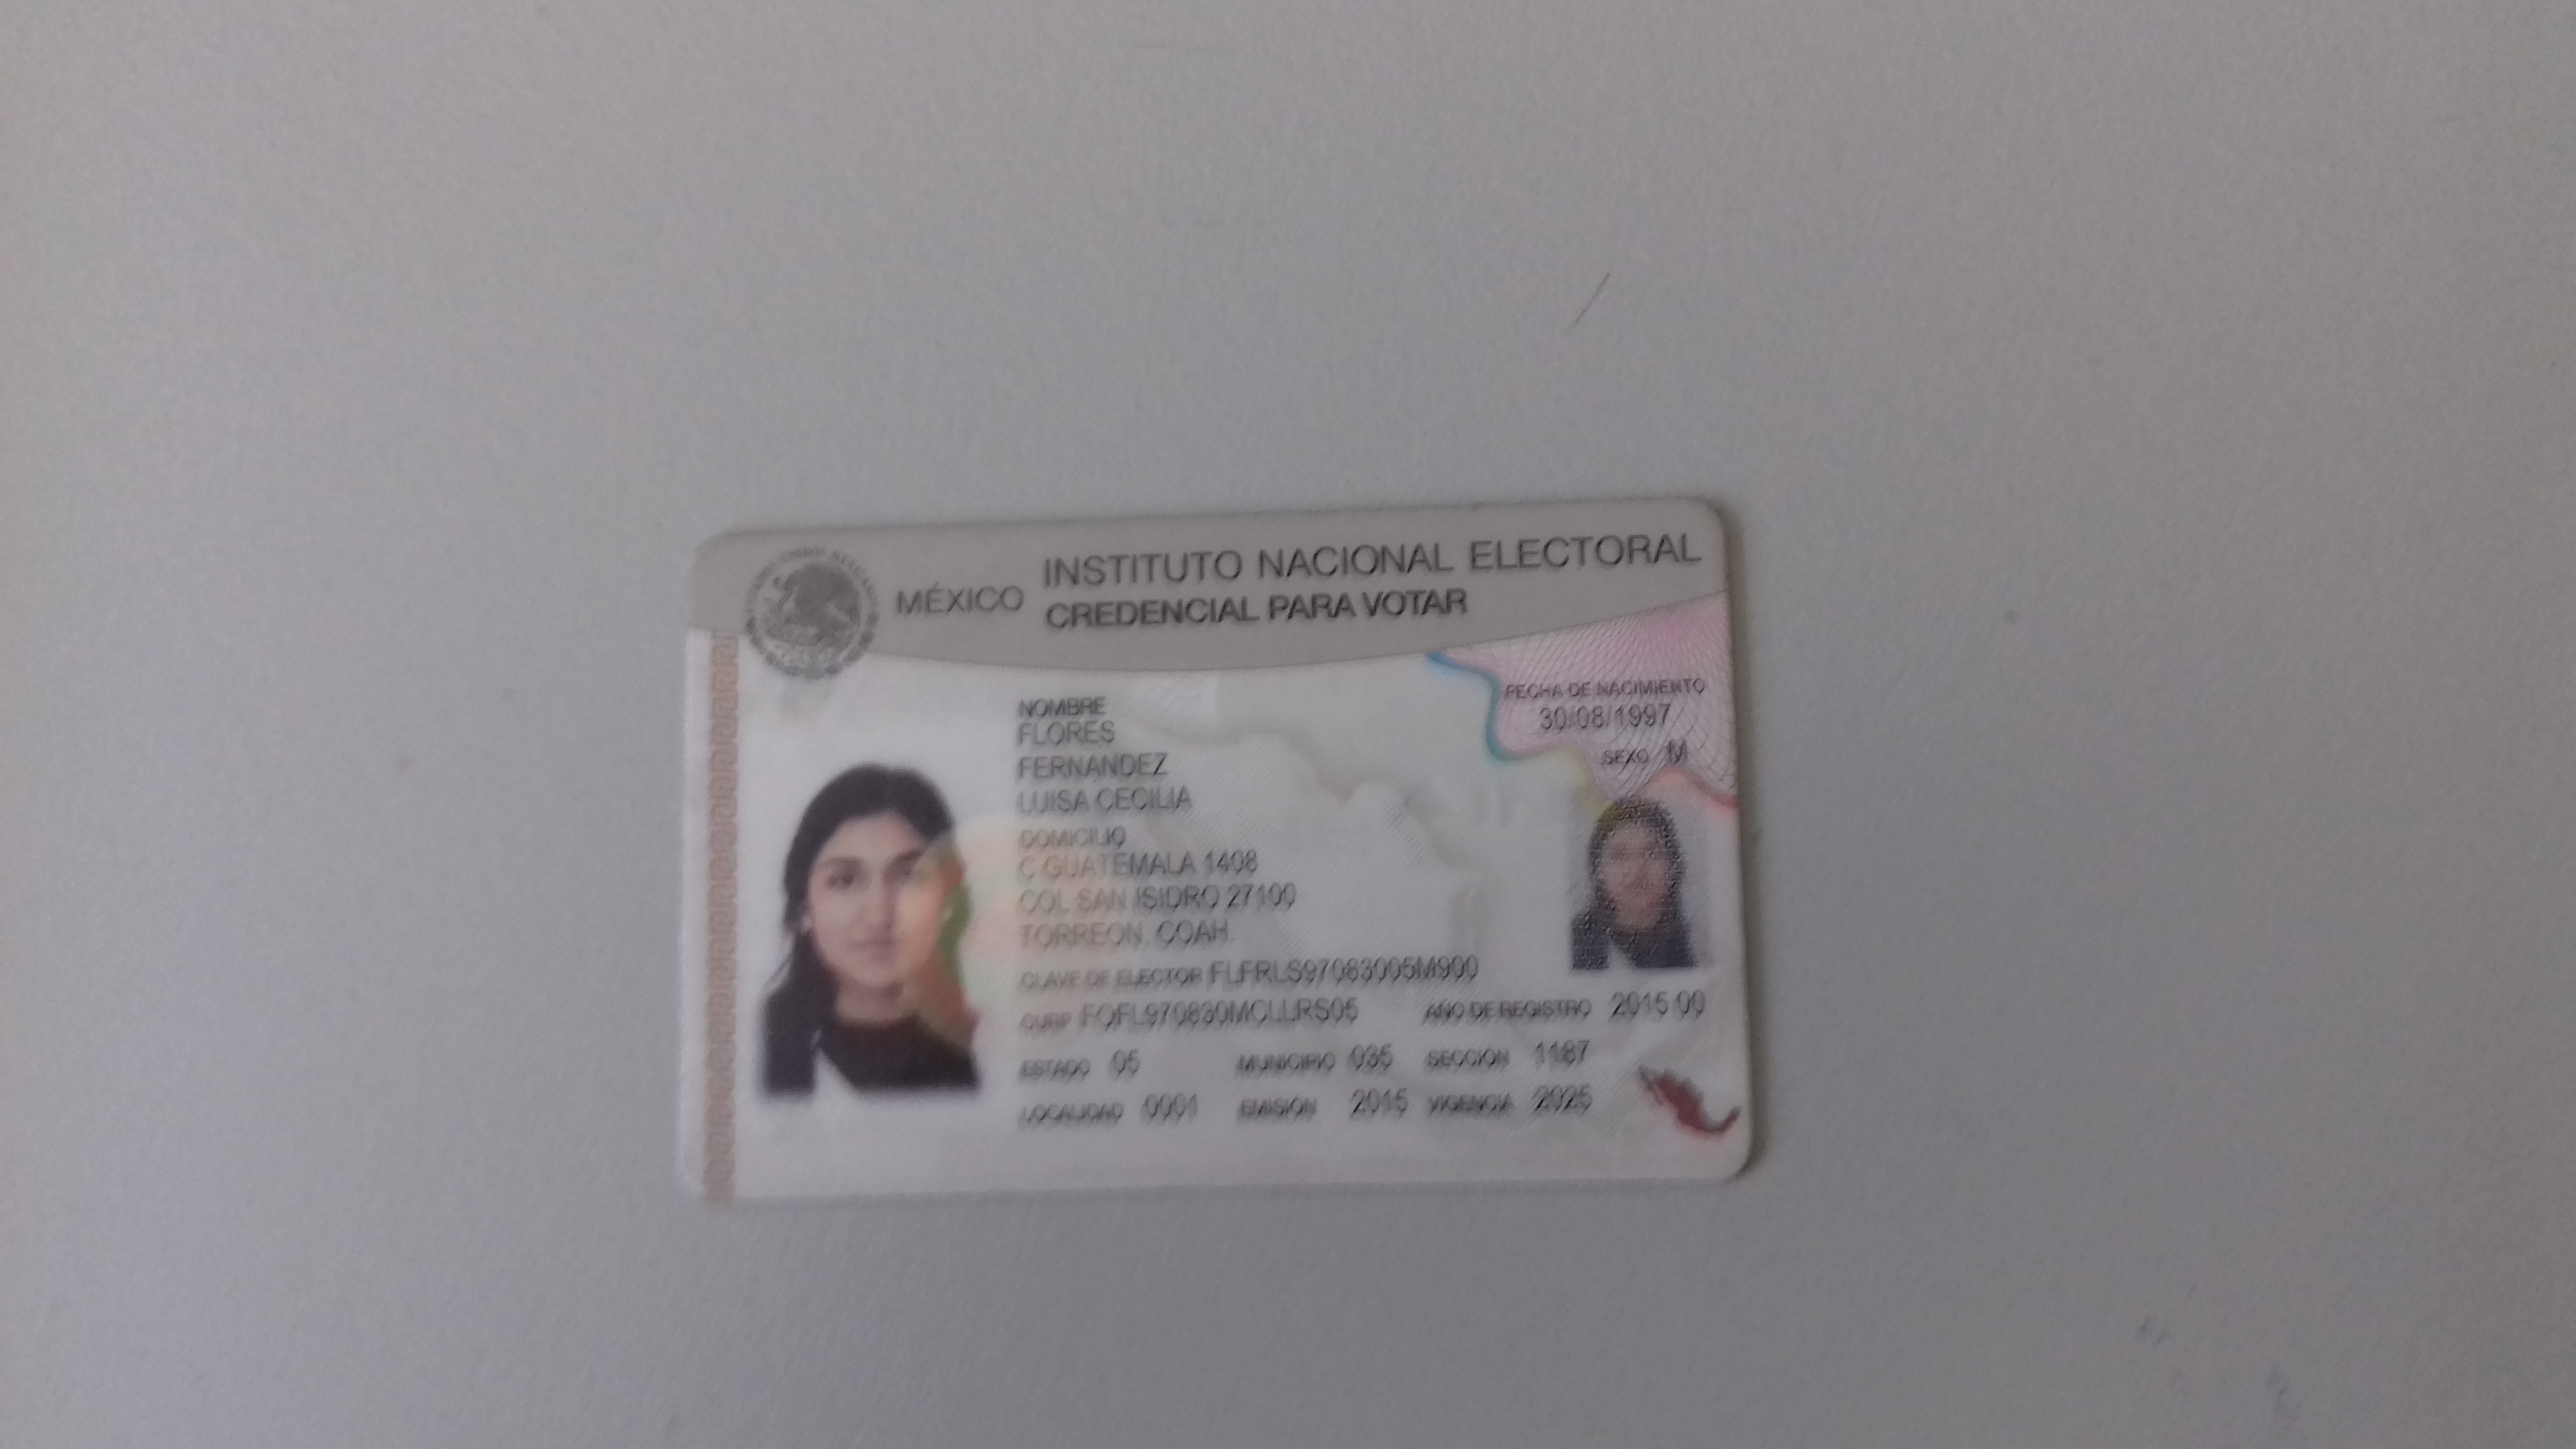 MÉXICO
INSTITUTO NACIONAL ELECTORAL
CREDENCIAL PARA VOTAR
NOMBRE
FLORES
FERNANDEZ
LUISA CECILIA
FECHA DE NACIMIENTO
30/08/1997
SEXO M
DOMICILIO
C GUATEMALA 1408
COL SAN ISIDRO 27100
TORREON, COAH.
CLAVE DE ELECTOR FLFRLS97083005M900
CURP FOFL970830MCLLRS05
AÑO DE REGISTRO 2015 00
ESTADO 05 MUNICIPIO 035 SECCION 1187
LOCALIDAD 0001 EMISION 2015 VIGENCIA 2025